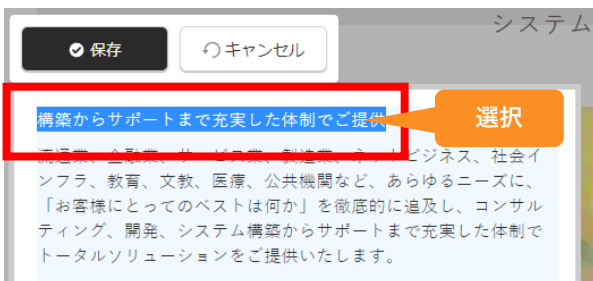 システム
保存
キャンセル
構築からサポートまで充実した体制でご提供
選択
流通業、金融業、サービス業、製造業、ネットビジネス、社会イ
ンフラ、教育、文教、医療、公共機関など、あらゆるニーズに、
「お客様にとってのベストは何か」を徹底的に追及し、コンサル
ティング、開発、システム構築からサポートまで充実した体制で
トータルソリューションをご提供いたします。